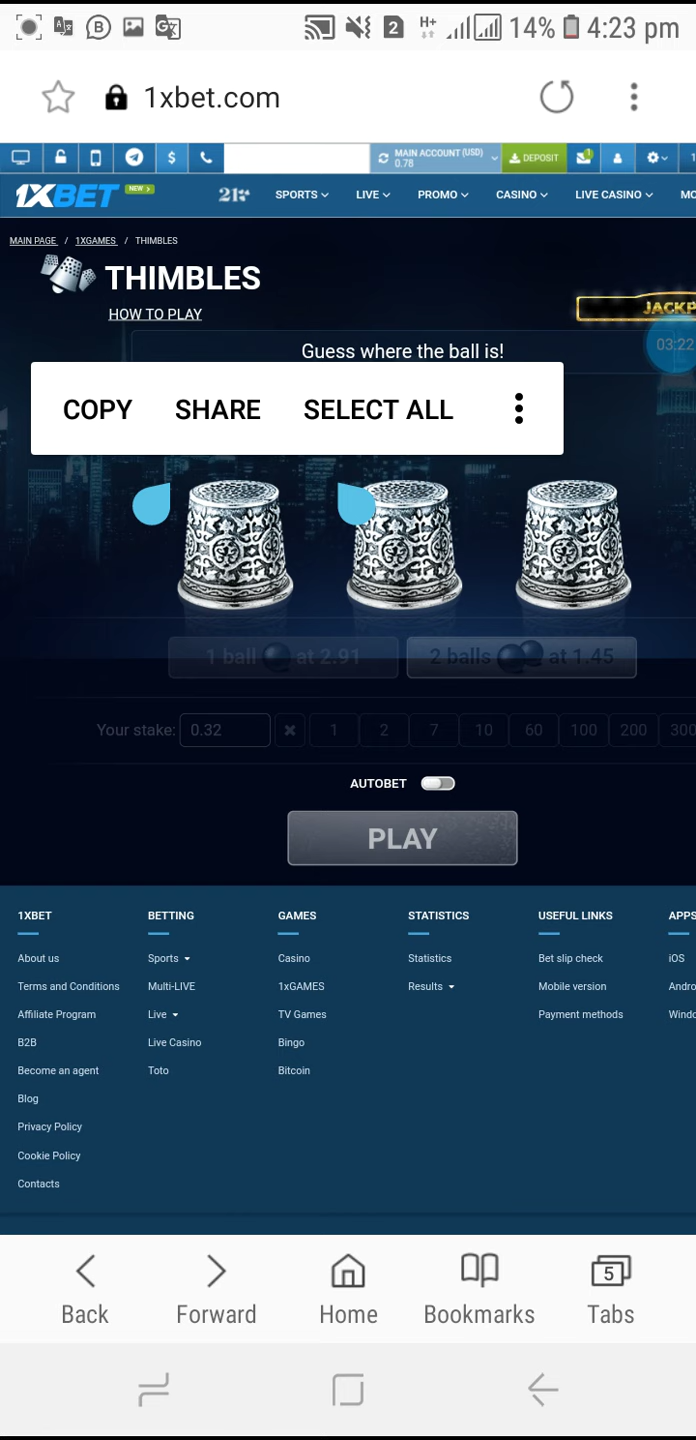 14% 4:23 pm
2 H+
1xbet.com
MAIN ACCOUNT (USD)
0.78
DEPOSIT
1
1XBET NEW >
21
SPORTS
LIVE
PROMO
CASINO
LIVE CASINO
MAIN PAGE / 1XGAMES / THIMBLES
THIMBLES
HOW TO PLAY
JACKP
Guess where the ball is!
03:22
COPY SHARE SELECT ALL
1 ball at 2.91
2 balls at 1.45
Your stake: 0.32 1 2 7 10 60 100 200 300
AUTOBET
PLAY
1XBET
About us
Terms and Conditions
Affiliate Program
B2B
Become an agent
Blog
Privacy Policy
Cookie Policy
Contacts
BETTING
Sports
Multi-LIVE
Live
Live Casino
Toto
GAMES
Casino
1xGAMES
TV Games
Bingo
Bitcoin
STATISTICS
Statistics
Results
USEFUL LINKS
Bet slip check
Mobile version
Payment methods
APPS
iOS
Andro
Windo
Back Forward Home Bookmarks 5 Tabs